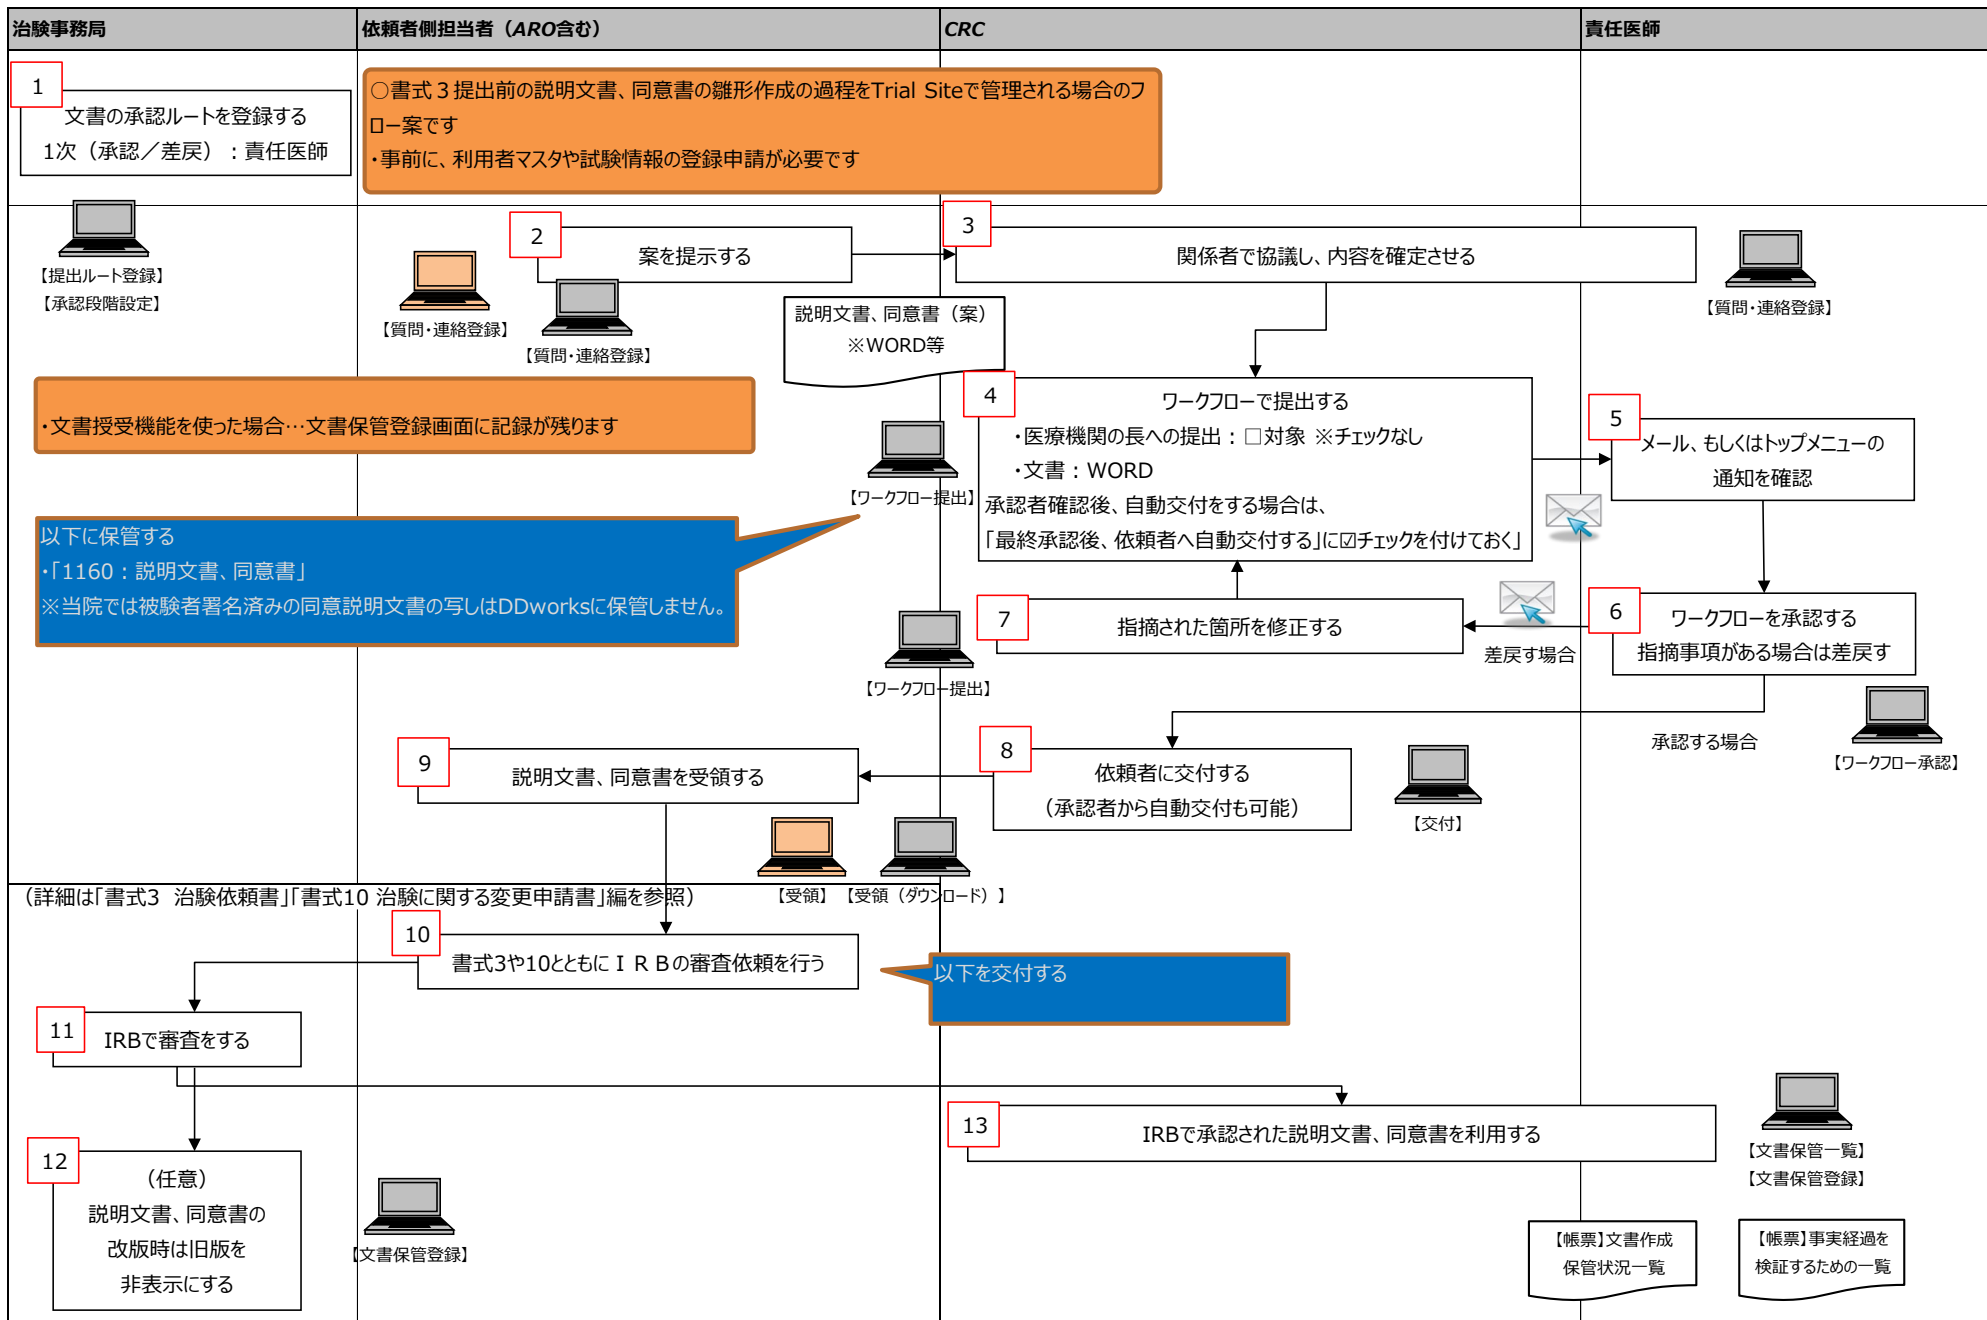 治験事務局
依頼者側担当者（ARO含む）
CRC
責任医師
1
文書の承認ルートを登録する
1次（承認／差戻）：責任医師
○書式３提出前の説明文書、同意書の雛形作成の過程をTrial Siteで管理される場合のフ
ロー案です
・事前に、利用者マスタや試験情報の登録申請が必要です
【提出ルート登録】
【承認段階設定】
2
案を提示する
【質問・連絡登録】
【質問・連絡登録】
3
関係者で協議し、内容を確定させる
【質問・連絡登録】
説明文書、同意書（案）
※WORD等
・文書授受機能を使った場合…文書保管登録画面に記録が残ります
4
ワークフローで提出する
・医療機関の長への提出：□対象 ※チェックなし
・文書：WORD
承認者確認後、自動交付をする場合は、
「最終承認後、依頼者へ自動交付する」に☑チェックを付けておく」
【ワークフロー提出】
5
メール、もしくはトップメニューの
通知を確認
以下に保管する
・「1160：説明文書、同意書」
※当院では被験者署名済みの同意説明文書の写しはDDworksに保管しません。
6
ワークフローを承認する
指摘事項がある場合は差戻す
差戻す場合
7
指摘された箇所を修正する
【ワークフロー提出】
承認する場合
【ワークフロー承認】
8
依頼者に交付する
（承認者から自動交付も可能）
【交付】
9
説明文書、同意書を受領する
【受領】
【受領（ダウンロード）】
（詳細は「書式3　治験依頼書」「書式10 治験に関する変更申請書」編を参照）
10
書式3や10とともにＩＲＢの審査依頼を行う
以下を交付する
11
IRBで審査をする
13
IRBで承認された説明文書、同意書を利用する
【文書保管一覧】
【文書保管登録】
12
（任意）
説明文書、同意書の
改版時は旧版を
非表示にする
【文書保管登録】
【帳票】文書作成
保管状況一覧
【帳票】事実経過を
検証するための一覧